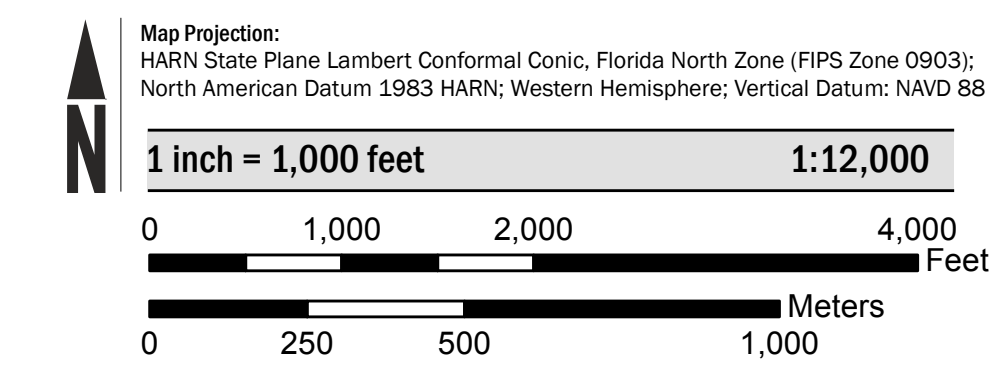 Map Projection:
HARN State Plane Lambert Conformal Conic, Florida North Zone (FIPS Zone 0903);
North American Datum 1983 HARN; Western Hemisphere; Vertical Datum: NAVD 88
N
1 inch = 1,000 feet 1:12,000
0 1,000 2,000 4,000
Feet
Meters
0 250 500 1,000